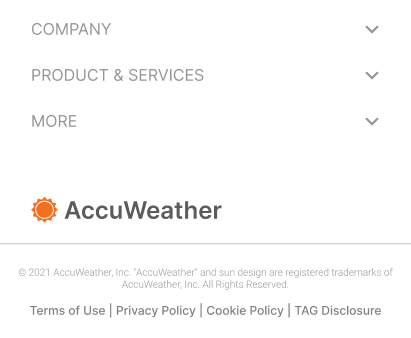 COMPANY
PRODUCT & SERVICES
MORE
AccuWeather
© 2021 AccuWeather, Inc. "AccuWeather" and sun design are registered trademarks of
AccuWeather, Inc. All Rights Reserved.
Terms of Use | Privacy Policy | Cookie Policy | TAG Disclosure